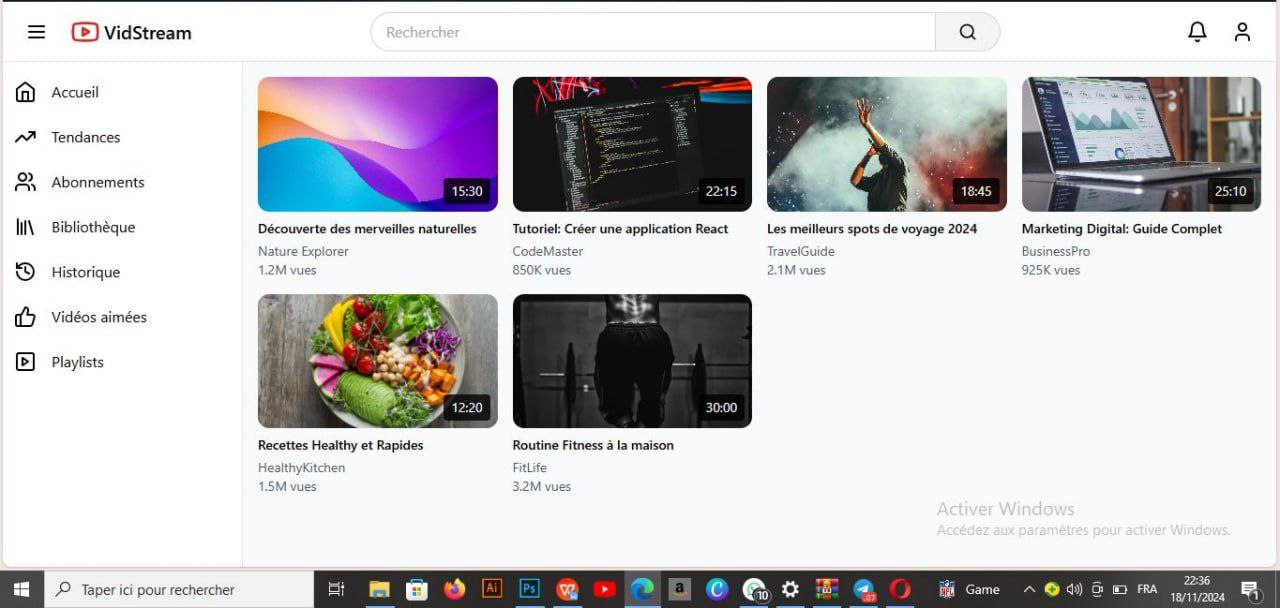 VidStream
Rechercher
Accueil
Tendances
Abonnements
Bibliothèque
Historique
Vidéos aimées
Playlists
15:30
22:15
18:45
25:10
Découverte des merveilles naturelles
Nature Explorer
1.2M vues
Tutoriel: Créer une application React
CodeMaster
850K vues
Les meilleurs spots de voyage 2024
TravelGuide
2.1M vues
Marketing Digital: Guide Complet
BusinessPro
925K vues
12:20
30:00
Recettes Healthy et Rapides
HealthyKitchen
1.5M vues
Routine Fitness à la maison
FitLife
3.2M vues
Activer Windows
Accédez aux paramètres pour activer Windows.
Taper ici pour rechercher
Ai
Ps
a
C
10
07
NFL
Game
FRA
22:36
18/11/2024
1